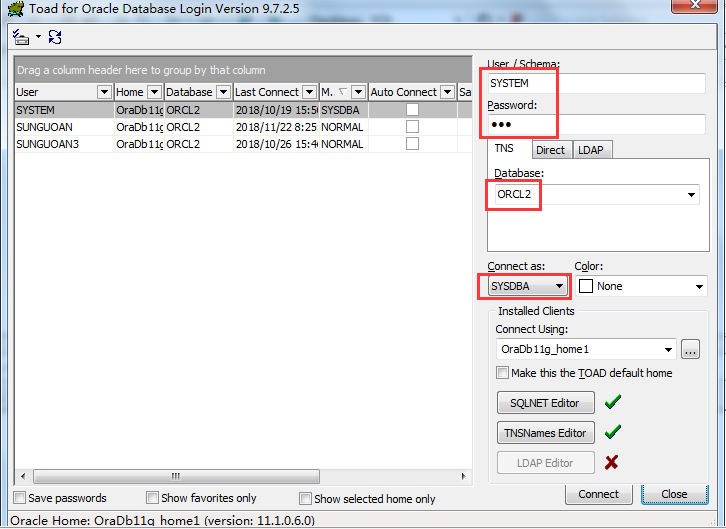 Toad for Oracle Database Login Version 9.7.2.5
Drag a column header here to group by that column
User Home Database Last Connect M. Auto Connect Sa
SYSTEM OraDb11g ORCL2 2018/10/19 15:50 SYSDBA
SUNGUOAN OraDb11g ORCL2 2018/11/22 8:25 NORMAL
SUNGUOAN3 OraDb11g ORCL2 2018/10/26 15:40 NORMAL
User / Schema:
SYSTEM
Password:
•••
TNS Direct LDAP
Database:
ORCL2
Connect as: Color:
SYSDBA None
Installed Clients
Connect Using:
OraDb11g_home1 ...
Make this the TOAD default home
SQLNET Editor
TNSNames Editor
LDAP Editor
Save passwords Show favorites only Show selected home only
Connect Close
Oracle Home: OraDb11g_home1 (version: 11.1.0.6.0)